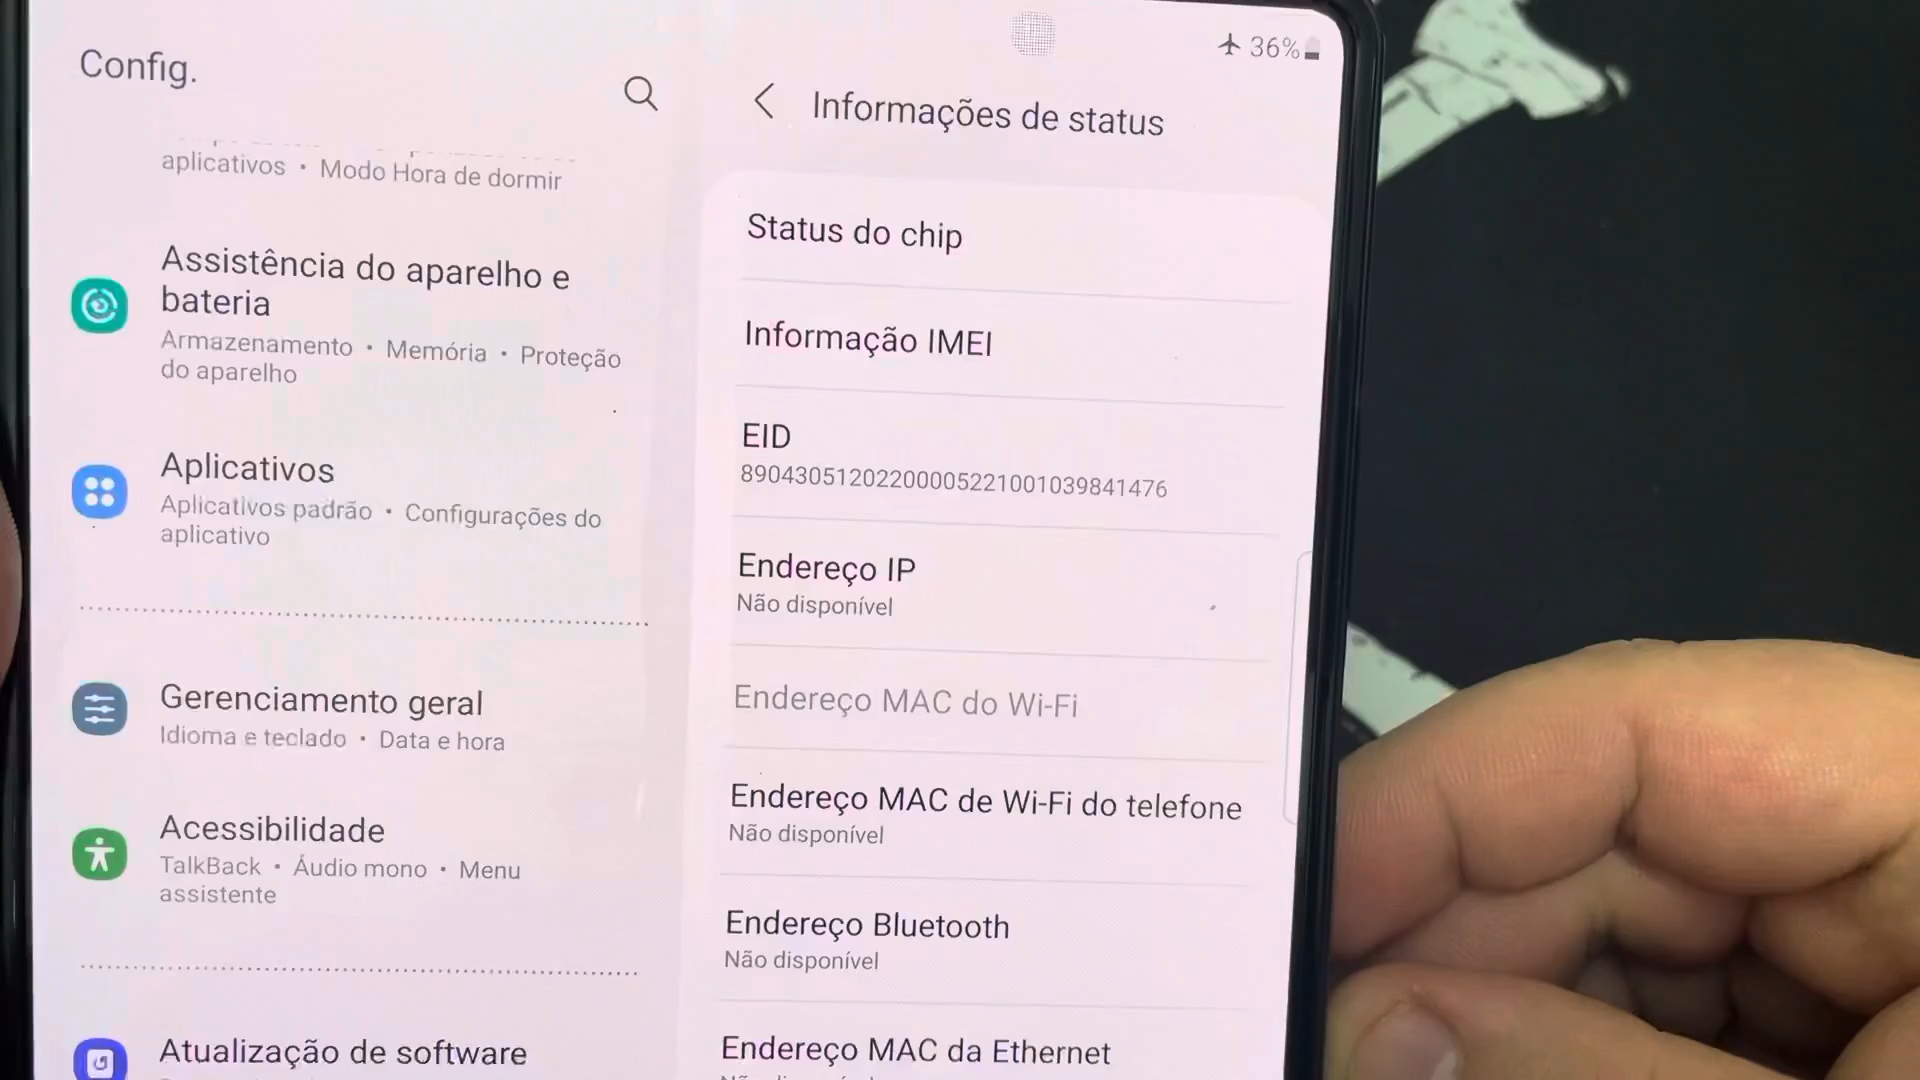 Config.
aplicativos • Modo Hora de dormir
Assistência do aparelho e
bateria
Armazenamento • Memória • Proteção
do aparelho
Aplicativos
Aplicativos padrão • Configurações do
aplicativo
Gerenciamento geral
Idioma e teclado • Data e hora
Acessibilidade
TalkBack • Áudio mono • Menu
assistente
Atualização de software
36%
Informações de status
Status do chip
Informação IMEI
EID
89043051202200005221001039841476
Endereço IP
Não disponível
Endereço MAC do Wi-Fi
Endereço MAC de Wi-Fi do telefone
Não disponível
Endereço Bluetooth
Não disponível
Endereço MAC da Ethernet